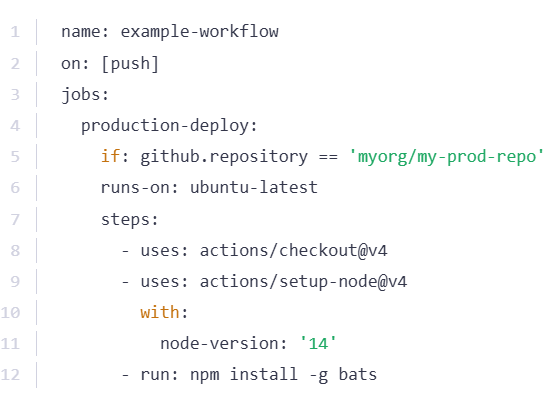 1 name: example-workflow
2 on: [push]
3 jobs:
4   production-deploy:
5     if: github.repository == 'myorg/my-prod-repo'
6     runs-on: ubuntu-latest
7     steps:
8       - uses: actions/checkout@v4
9       - uses: actions/setup-node@v4
10         with:
11           node-version: '14'
12       - run: npm install -g bats